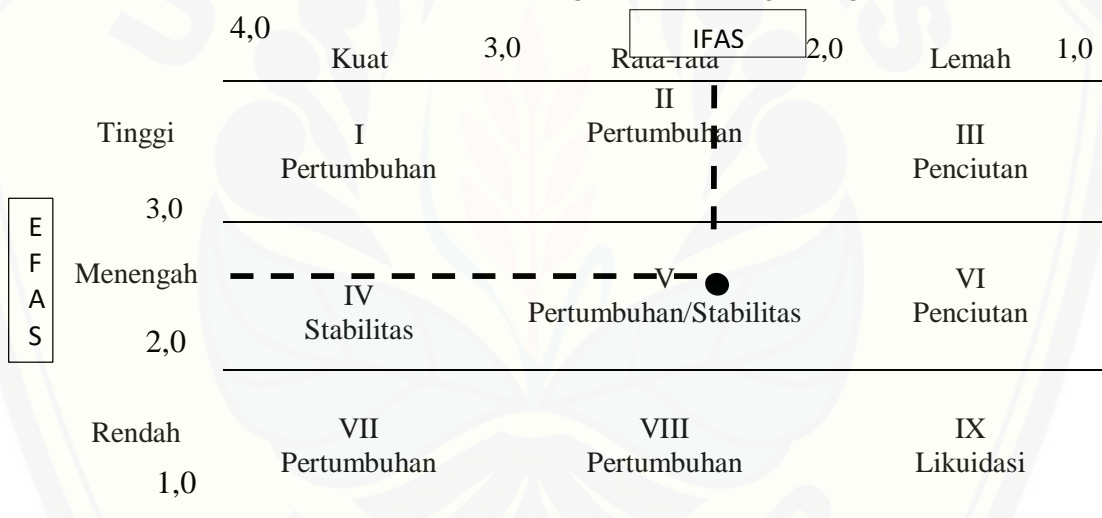 4,0
IFAS
Kuat
3,0
Rata-rata
2,0
Lemah
1,0
Tinggi
I
Pertumbuhan
II
Pertumbuhan
III
Penciutan
3,0
E
F
A
S
Menengah
IV
Stabilitas
V
Pertumbuhan/Stabilitas
VI
Penciutan
2,0
Rendah
VII
Pertumbuhan
VIII
Pertumbuhan
IX
Likuidasi
1,0